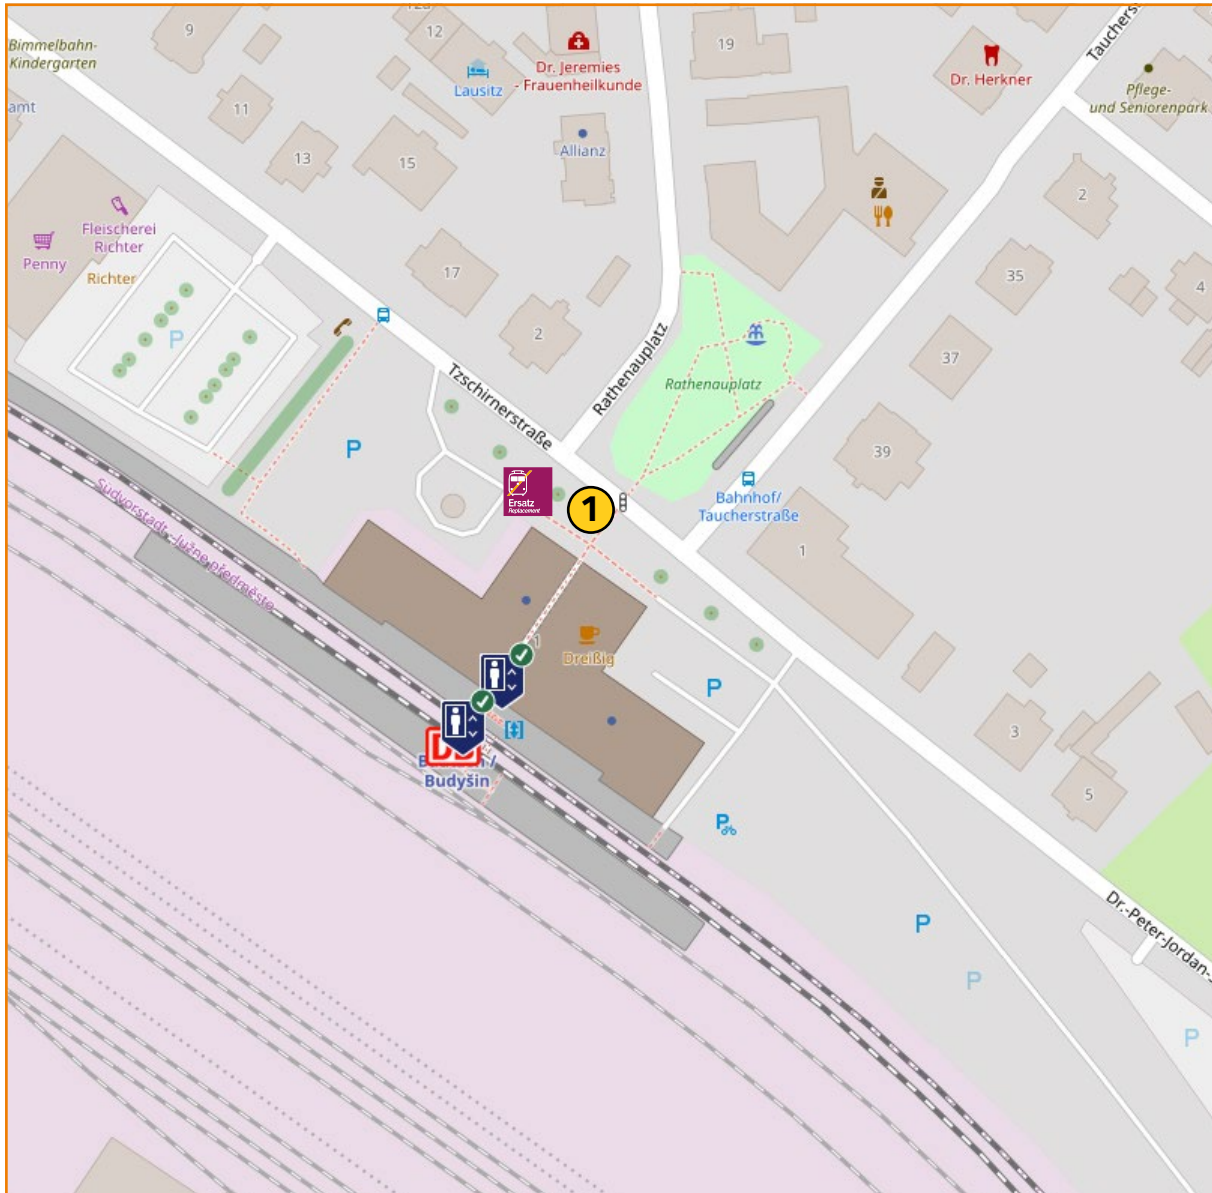 9
12a
12
19
Bimmelbahn-
Kindergarten
Lausitz
Dr. Jeremies
- Frauenheilkunde
Dr. Herkner
Tauchers
Pflege-
und Seniorenpark
amt
11
13
15
Allianz
2
Fleischerei
Richter
Penny
Richter
P
17
2
35
4
37
Rathenauplatz
Rathenauplatz
Tzschirnerstraße
39
P
Ersatz
Replacement
1
Bahnhof/
Taucherstraße
1
Südvorstadt - Južne předměsto
1
Dreißig
P
DB
Budyšin
3
5
P
P
P
P
Dr.-Peter-Jordan-S